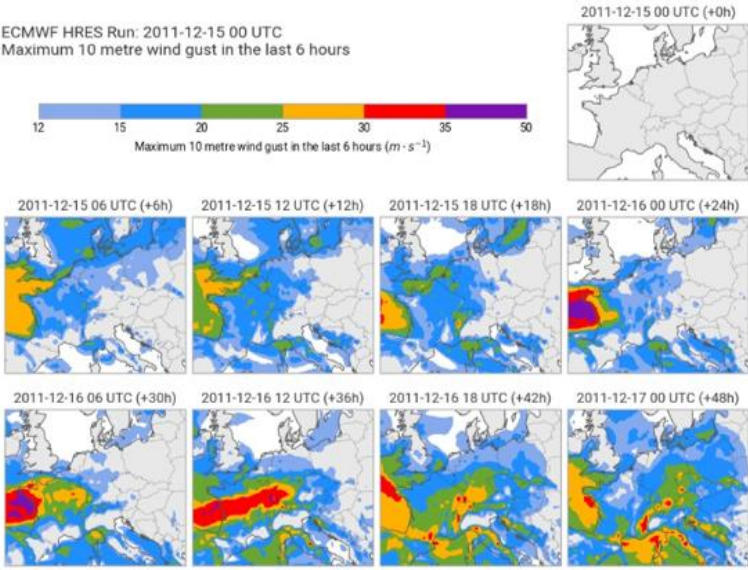 2011-12-15 00 UTC (+0h)
ECMWF HRES Run: 2011-12-15 00 UTC
Maximum 10 metre wind gust in the last 6 hours
12 15 20 25 30 35 50
Maximum 10 metre wind gust in the last 6 hours (m · s⁻¹)
2011-12-15 06 UTC (+6h) 2011-12-15 12 UTC (+12h) 2011-12-15 18 UTC (+18h) 2011-12-16 00 UTC (+24h)
2011-12-16 06 UTC (+30h) 2011-12-16 12 UTC (+36h) 2011-12-16 18 UTC (+42h) 2011-12-17 00 UTC (+48h)